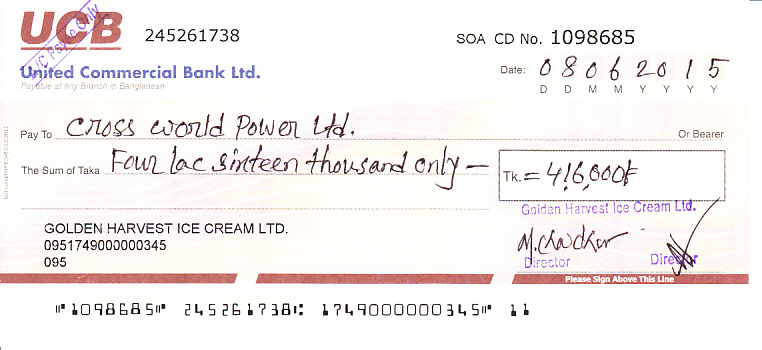 UCB
A/C Payee Only
245261738
SOA CD No. 1098685
United Commercial Bank Ltd.
Payable at any Branch in Bangladesh
Date: 08062015
D D M M Y Y Y Y
Pay To Cross World Power Ltd. Or Bearer
The Sum of Taka Four lac sixteen thousand only — Tk. = 4,16,000/-
Golden Harvest Ice Cream Ltd.
GOLDEN HARVEST ICE CREAM LTD.
0951749000000345
095
Director Director
Please Sign Above This Line
⑈1098685⑈ 245261738⑆ 1749000000345⑈ 11